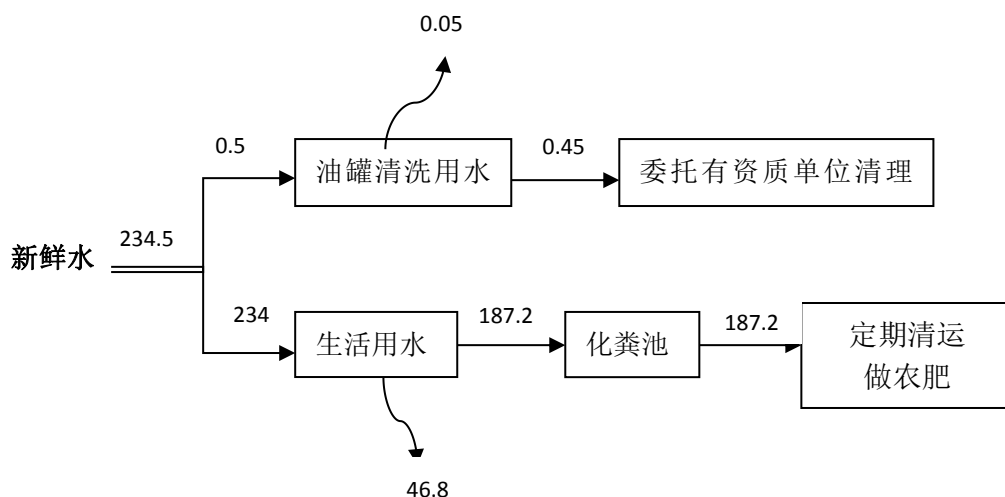 0.05
0.5
油罐清洗用水
0.45
委托有资质单位清理
新鲜水
234.5
234
生活用水
187.2
化粪池
187.2
定期清运
做农肥
46.8